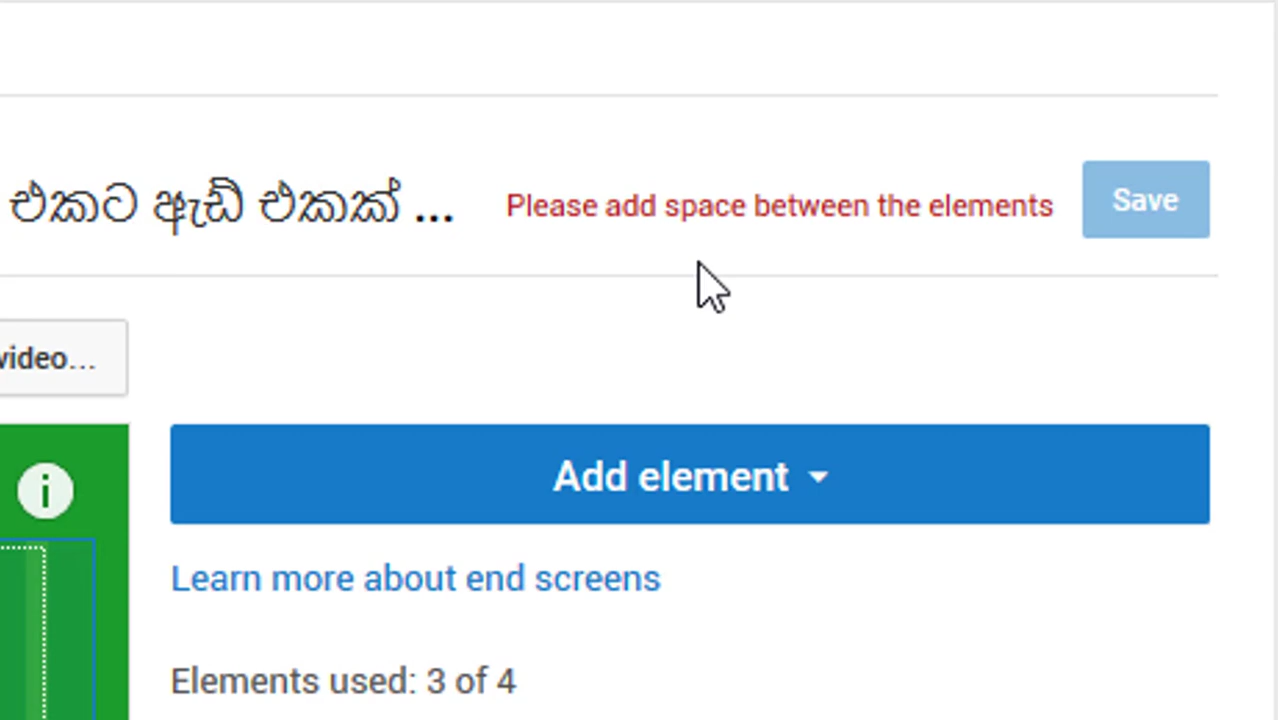 එකට ඇඩ් එකක් ... Please add space between the elements Save
video...
Add element
i
Learn more about end screens
Elements used: 3 of 4